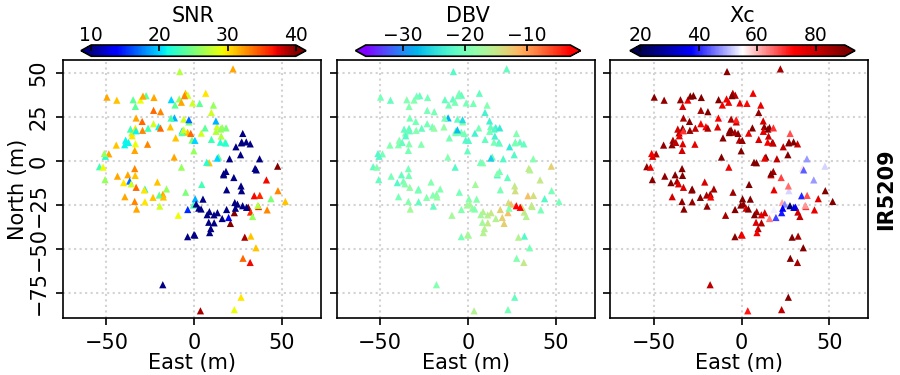 SNR DBV Xc
10 20 30 40 −30 −20 −10 20 40 60 80
50
25
0
−25
−50
−75
North (m)
−50 0 50 −50 0 50 −50 0 50
East (m) East (m) East (m)
IR5209